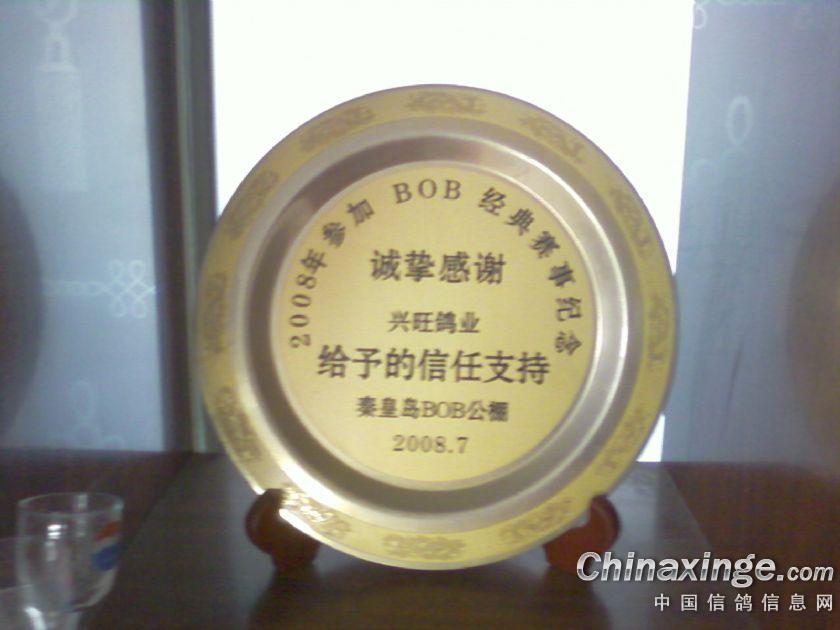 2008年参加 BOB 经典赛事纪念
诚挚感谢
兴旺鸽业
给予的信任支持
秦皇岛BOB公棚
2008.7
Chinaxinge.com
中国信鸽信息网